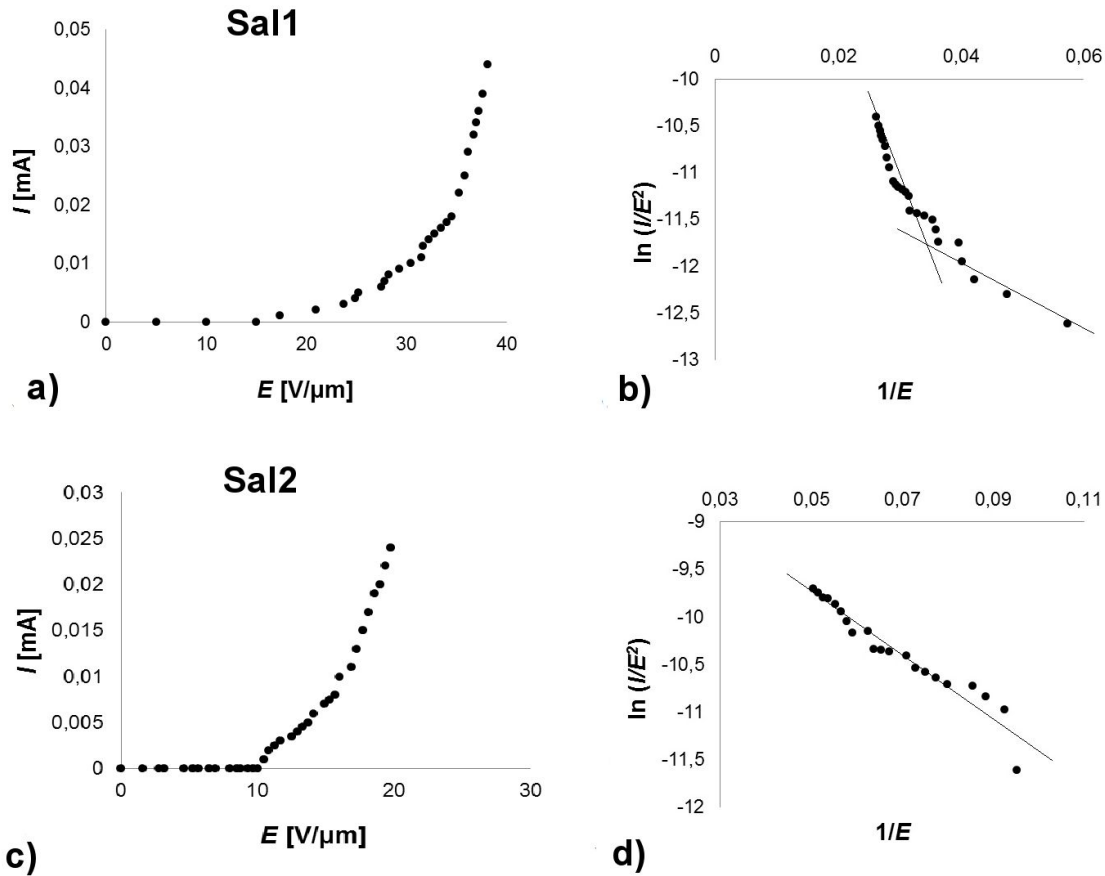 Sal1
0,05
0,04
0,03
0,02
0,01
0
I [mA]
0 10 20 30 40
E [V/µm]
a)
0 0,02 0,04 0,06
-10
-10,5
-11
-11,5
-12
-12,5
-13
ln (I/E²)
1/E
b)
Sal2
0,03
0,025
0,02
0,015
0,01
0,005
0
I [mA]
0 10 20 30
E [V/µm]
c)
0,03 0,05 0,07 0,09 0,11
-9
-9,5
-10
-10,5
-11
-11,5
-12
ln (I/E²)
1/E
d)